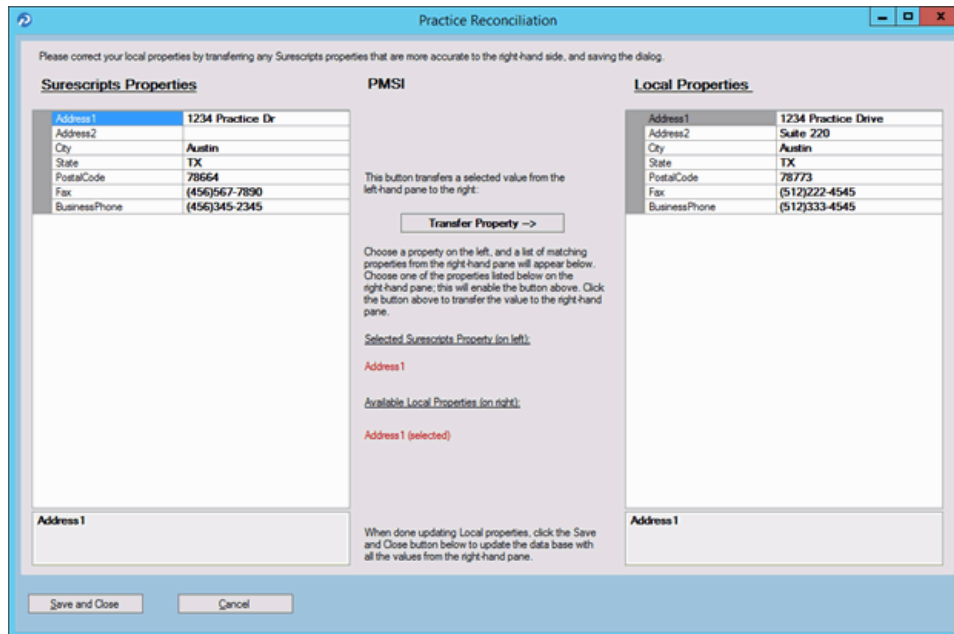 Practice Reconciliation
Please correct your local properties by transferring any Surescripts properties that are more accurate to the right-hand side, and saving the dialog.
Surescripts Properties
Address1 1234 Practice Dr
Address2
City Austin
State TX
PostalCode 78664
Fax (456)567-7890
BusinessPhone (456)345-2345
Address1
PMSI
This button transfers a selected value from the
left-hand pane to the right:
Transfer Property -->
Choose a property on the left, and a list of matching
properties from the right-hand pane will appear below.
Choose one of the properties listed below on the
right-hand pane; this will enable the button above. Click
the button above to transfer the value to the right-hand
pane.
Selected Surescripts Property (on left):
Address1
Available Local Properties (on right):
Address1 (selected)
When done updating Local properties, click the Save
and Close button below to update the data base with
all the values from the right-hand pane.
Local Properties
Address1 1234 Practice Drive
Address2 Suite 220
City Austin
State TX
PostalCode 78773
Fax (512)222-4545
BusinessPhone (512)333-4545
Address1
Save and Close
Cancel